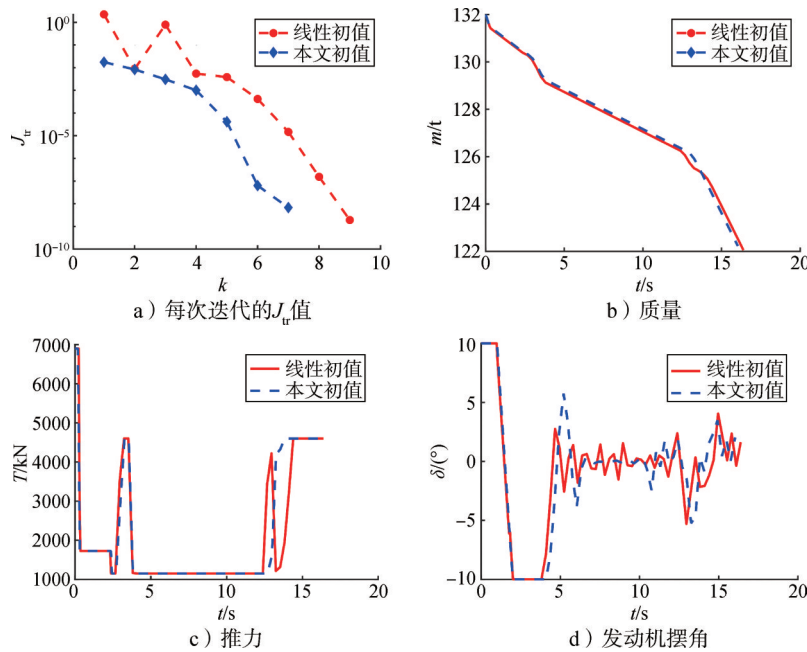 10⁰
10⁻⁵
10⁻¹⁰
J_tr
0 2 4 6 8 10
k
线性初值
本文初值
a）每次迭代的J_tr值
132
130
128
126
124
122
m/t
0 5 10 15 20
t/s
线性初值
本文初值
b）质量
7000
6000
5000
4000
3000
2000
1000
T/kN
0 5 10 15 20
t/s
线性初值
本文初值
c）推力
10
5
0
-5
-10
δ/(°)
0 5 10 15 20
t/s
线性初值
本文初值
d）发动机摆角